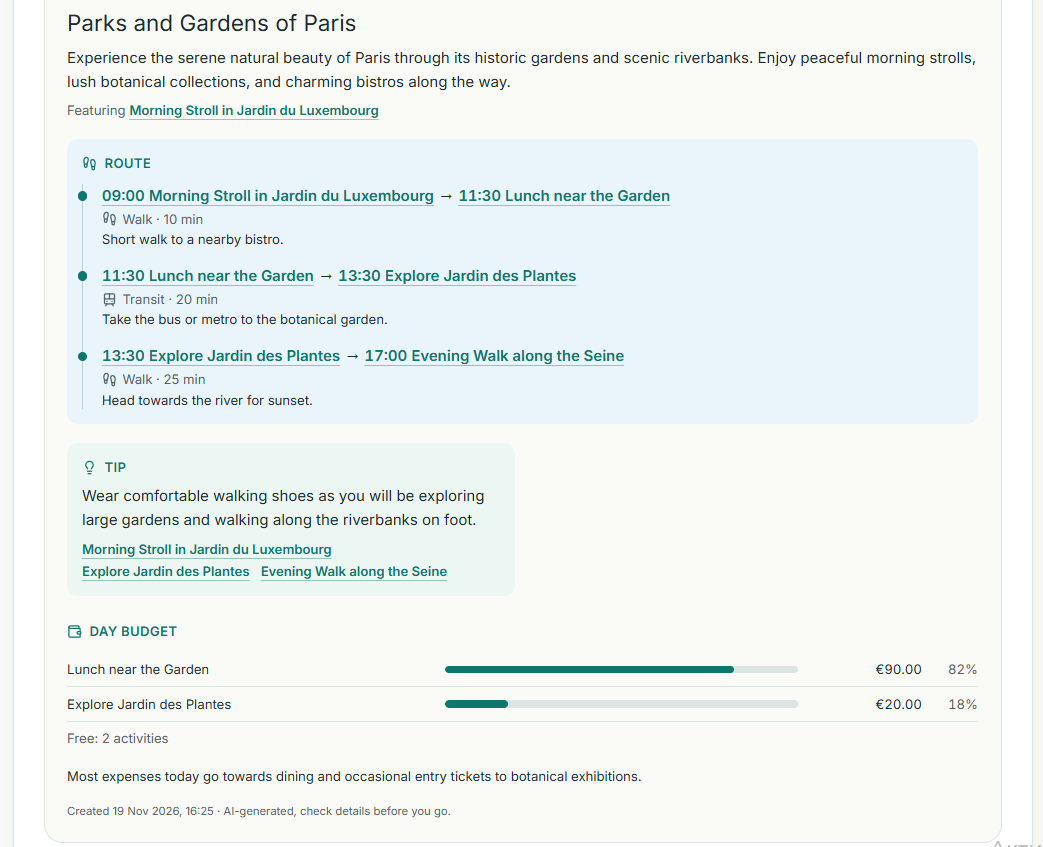 Parks and Gardens of Paris
Experience the serene natural beauty of Paris through its historic gardens and scenic riverbanks. Enjoy peaceful morning strolls,
lush botanical collections, and charming bistros along the way.
Featuring Morning Stroll in Jardin du Luxembourg
ROUTE
09:00 Morning Stroll in Jardin du Luxembourg → 11:30 Lunch near the Garden
Walk · 10 min
Short walk to a nearby bistro.
11:30 Lunch near the Garden → 13:30 Explore Jardin des Plantes
Transit · 20 min
Take the bus or metro to the botanical garden.
13:30 Explore Jardin des Plantes → 17:00 Evening Walk along the Seine
Walk · 25 min
Head towards the river for sunset.
TIP
Wear comfortable walking shoes as you will be exploring
large gardens and walking along the riverbanks on foot.
Morning Stroll in Jardin du Luxembourg
Explore Jardin des Plantes Evening Walk along the Seine
DAY BUDGET
Lunch near the Garden €90.00 82%
Explore Jardin des Plantes €20.00 18%
Free: 2 activities
Most expenses today go towards dining and occasional entry tickets to botanical exhibitions.
Created 19 Nov 2026, 16:25 · AI-generated, check details before you go.